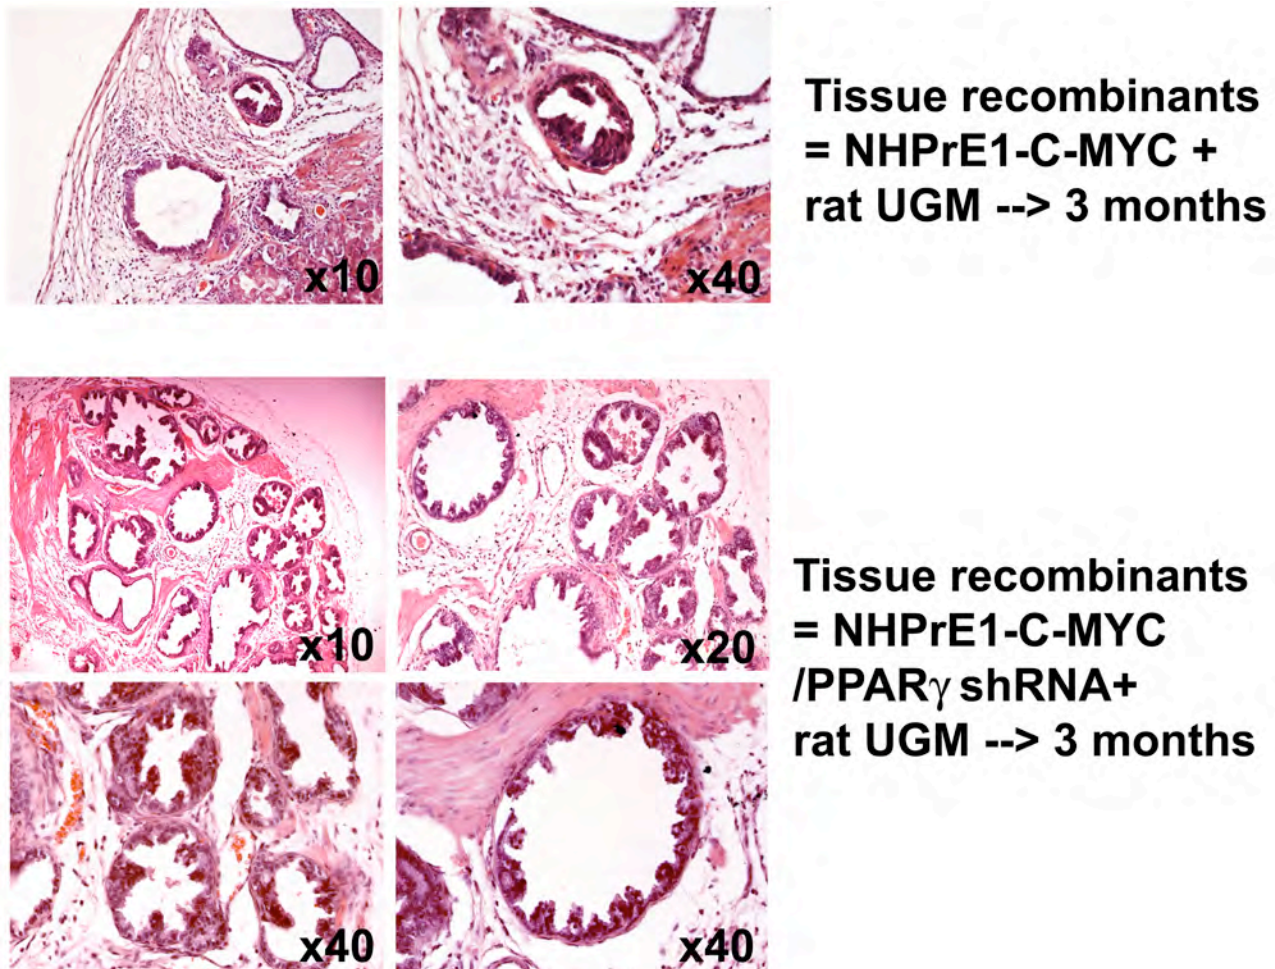 x10
x40
Tissue recombinants
= NHPrE1-C-MYC +
rat UGM --> 3 months
x10
x20
x40
x40
Tissue recombinants
= NHPrE1-C-MYC
/PPARγ shRNA+
rat UGM --> 3 months